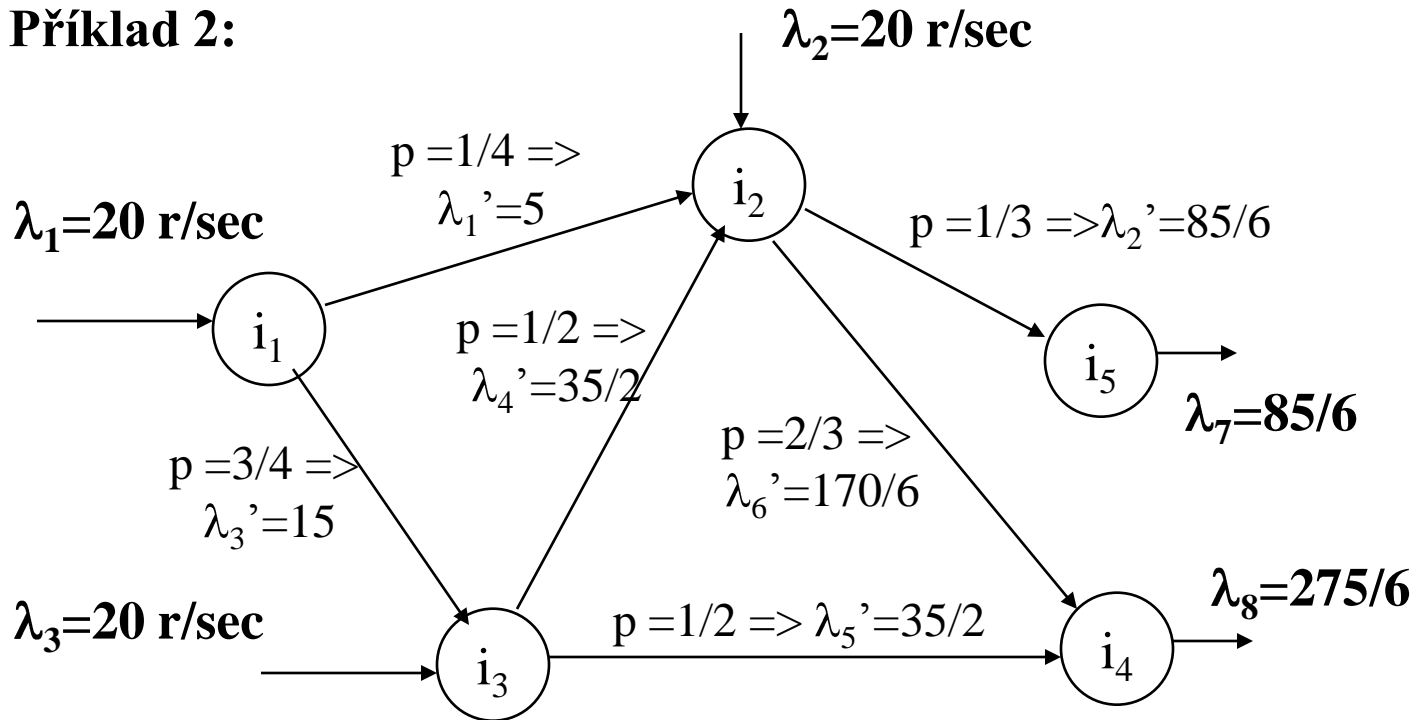 Příklad 2:
λ₂=20 r/sec
p =1/4 =>
λ₁’=5
i₂
λ₁=20 r/sec
p =1/3 =>λ₂’=85/6
i₁
p =1/2 =>
λ₄’=35/2
i₅
λ₇=85/6
p =3/4 =>
λ₃’=15
p =2/3 =>
λ₆’=170/6
λ₈=275/6
λ₃=20 r/sec
p =1/2 => λ₅’=35/2
i₃
i₄